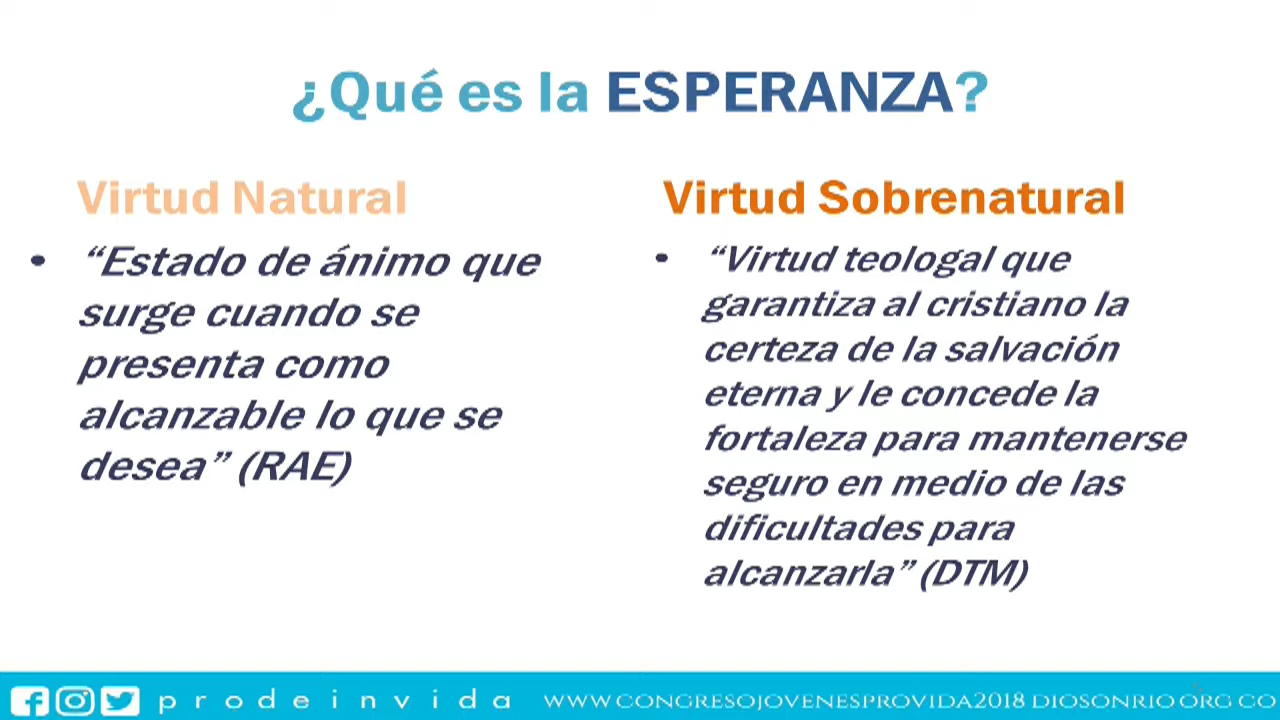 ¿Qué es la ESPERANZA?
Virtud Natural
• “Estado de ánimo que
surge cuando se
presenta como
alcanzable lo que se
desea” (RAE)
Virtud Sobrenatural
• “Virtud teologal que
garantiza al cristiano la
certeza de la salvación
eterna y le concede la
fortaleza para mantenerse
seguro en medio de las
dificultades para
alcanzarla” (DTM)
prodeinvida WWW.CONGRESOJOVENESPROVIDA2018 DIOSONRIO ORG CO